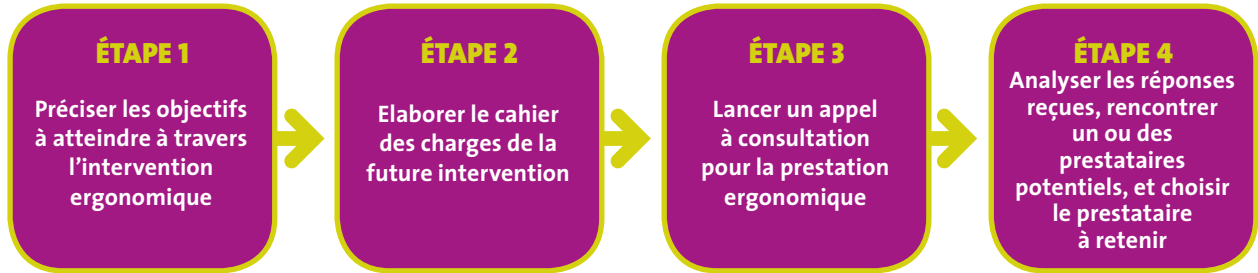 ÉTAPE 1
Préciser les objectifs
à atteindre à travers
l'intervention
ergonomique
ÉTAPE 2
Elaborer le cahier
des charges de la
future intervention
ÉTAPE 3
Lancer un appel
à consultation
pour la prestation
ergonomique
ÉTAPE 4
Analyser les réponses
reçues, rencontrer
un ou des
prestataires
potentiels, et choisir
le prestataire
à retenir